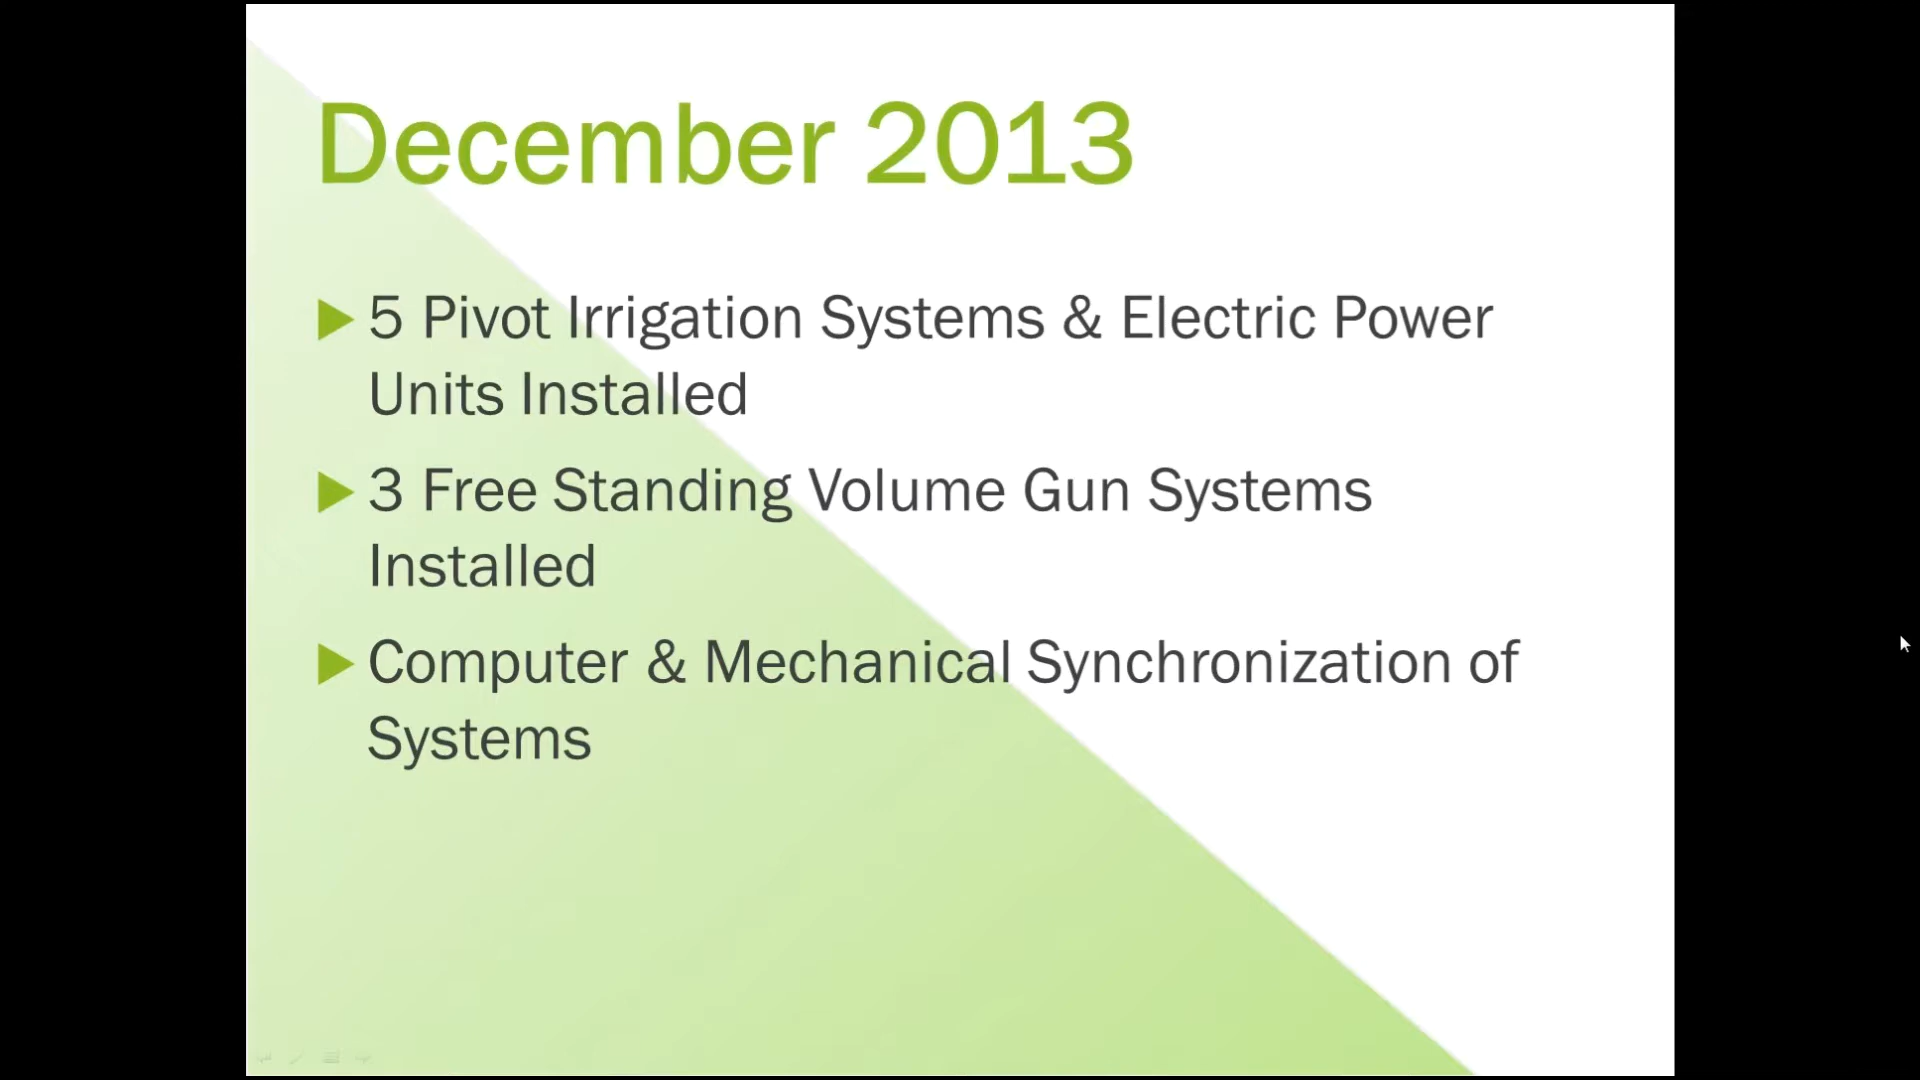 December 2013
5 Pivot Irrigation Systems & Electric Power
Units Installed
3 Free Standing Volume Gun Systems
Installed
Computer & Mechanical Synchronization of
Systems